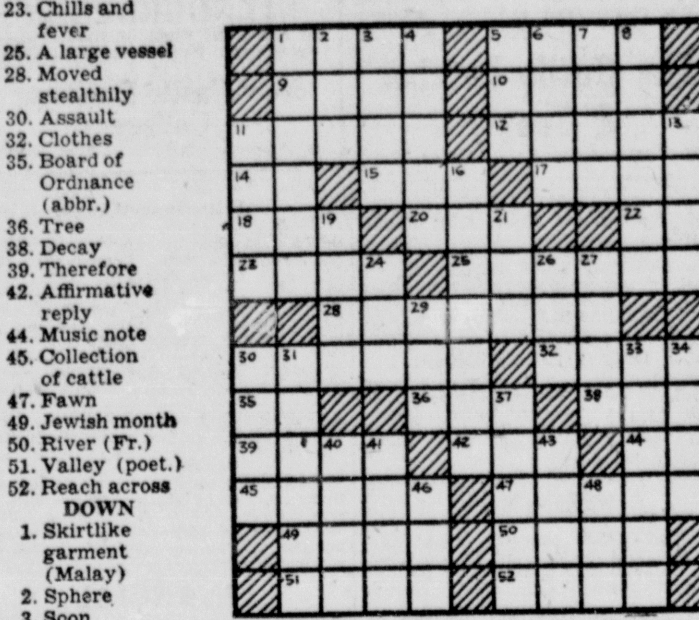 23. Chills and
fever
25. A large vessel
28. Moved
stealthily
30. Assault
32. Clothes
35. Board of
Ordnance
(abbr.)
36. Tree
38. Decay
39. Therefore
42. Affirmative
reply
44. Music note
45. Collection
of cattle
47. Fawn
49. Jewish month
50. River (Fr.)
51. Valley (poet.)
52. Reach across
DOWN
1. Skirtlike
garment
(Malay)
2. Sphere
3. Soon
1 2 3 4 5 6 7 8
9 10
11 12 13
14 15 16 17
18 19 20 21 22
23 24 25 26 27
28 29
30 31 32 33 34
35 36 37 38
39 40 41 42 43 44
45 46 47 48
49 50
51 52